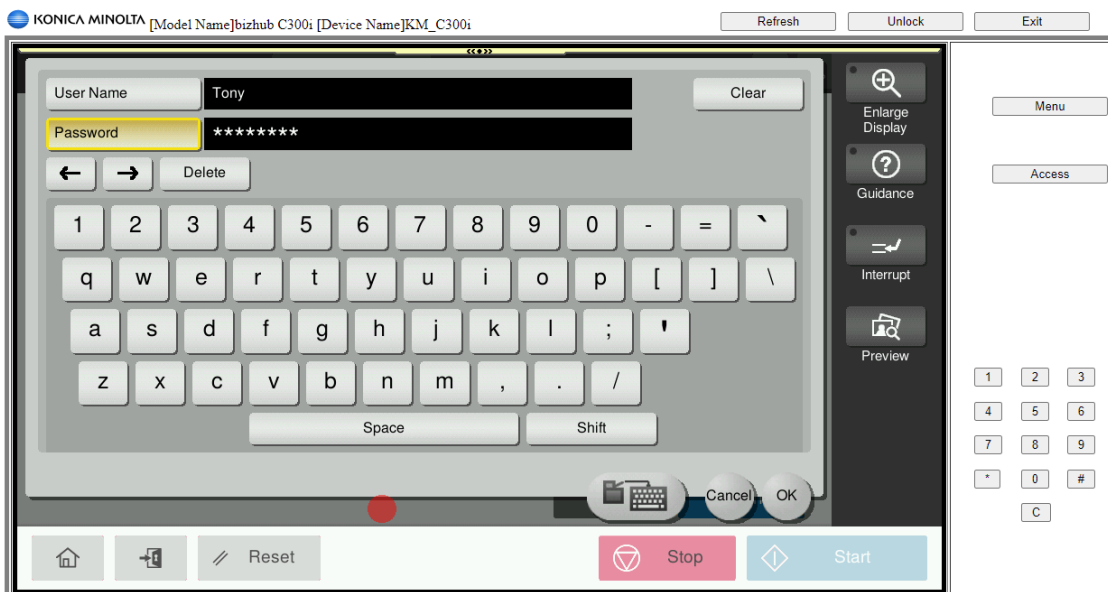 KONICA MINOLTA [Model Name]bizhub C300i [Device Name]KM_C300i Refresh Unlock Exit
User Name Tony Clear
Password ********
← → Delete
1 2 3 4 5 6 7 8 9 0 - = `
q w e r t y u i o p [ ] \
a s d f g h j k l ; '
z x c v b n m , . /
Space Shift
Cancel OK
Enlarge
Display
Guidance
Interrupt
Preview
Reset Stop Start
Menu
Access
1 2 3
4 5 6
7 8 9
* 0 #
C